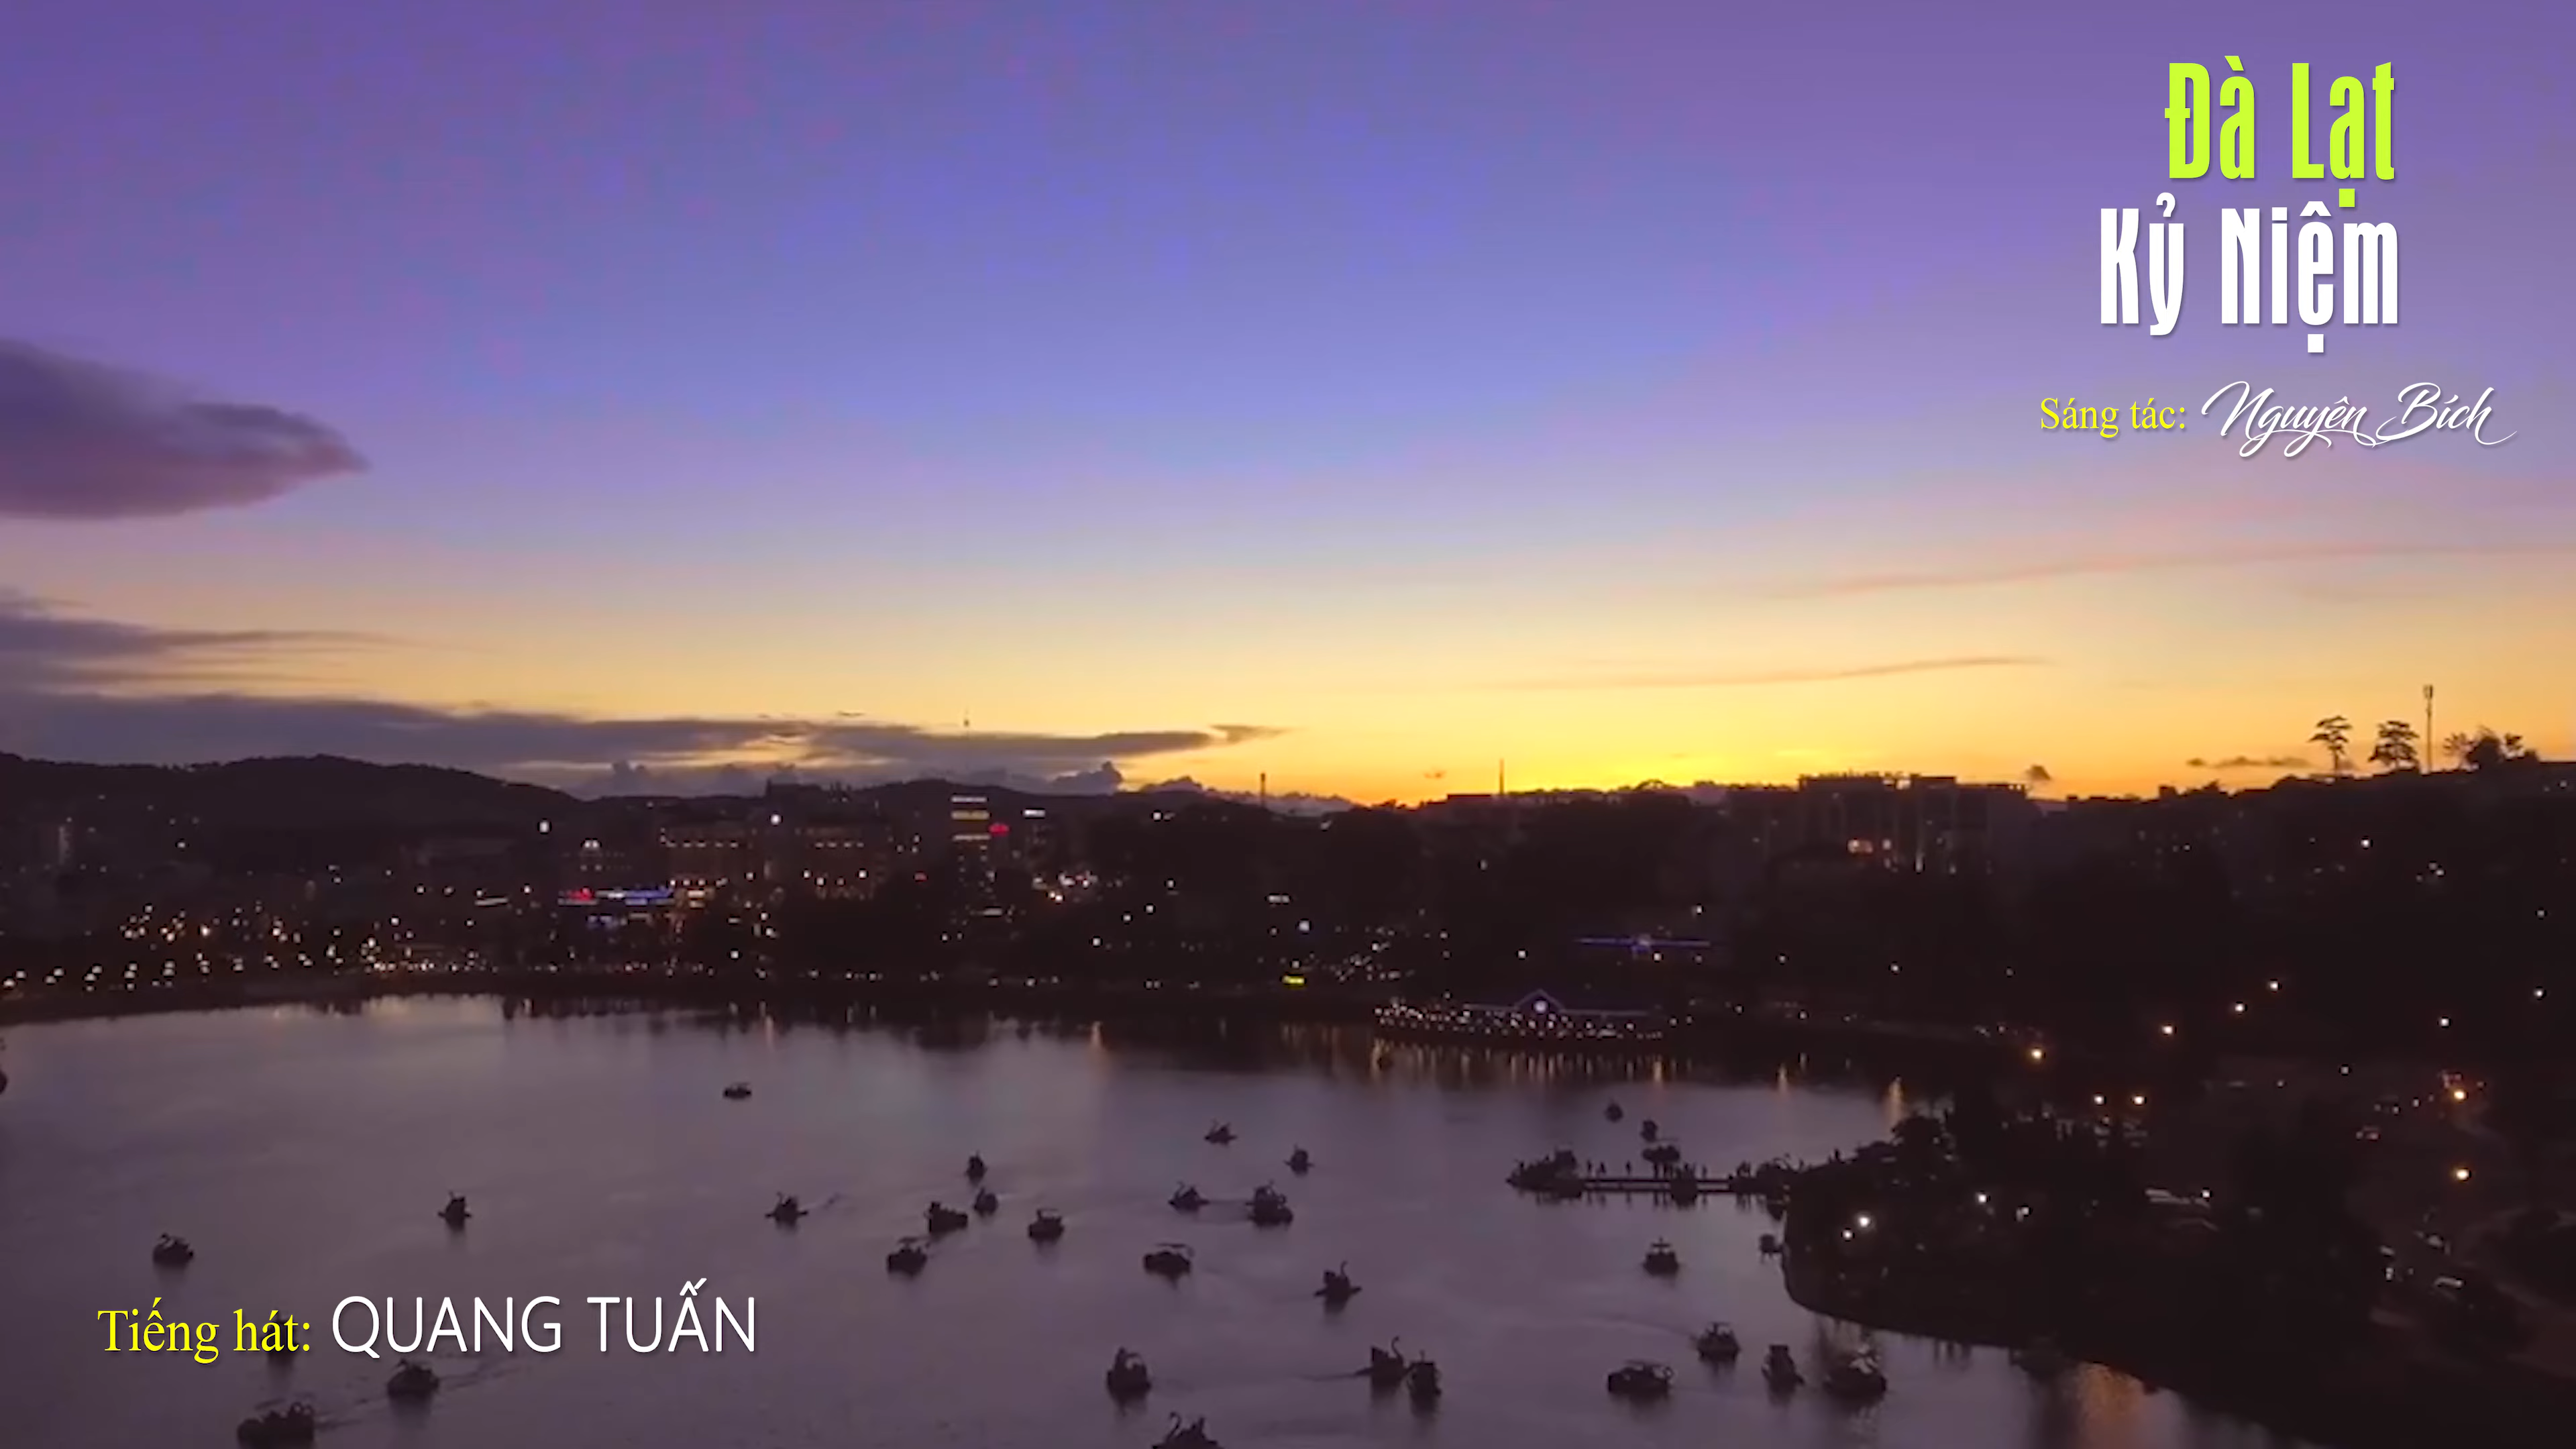 Đà Lạt
Kỷ Niệm
Sáng tác: Nguyên Bích
Tiếng hát: QUANG TUẤN